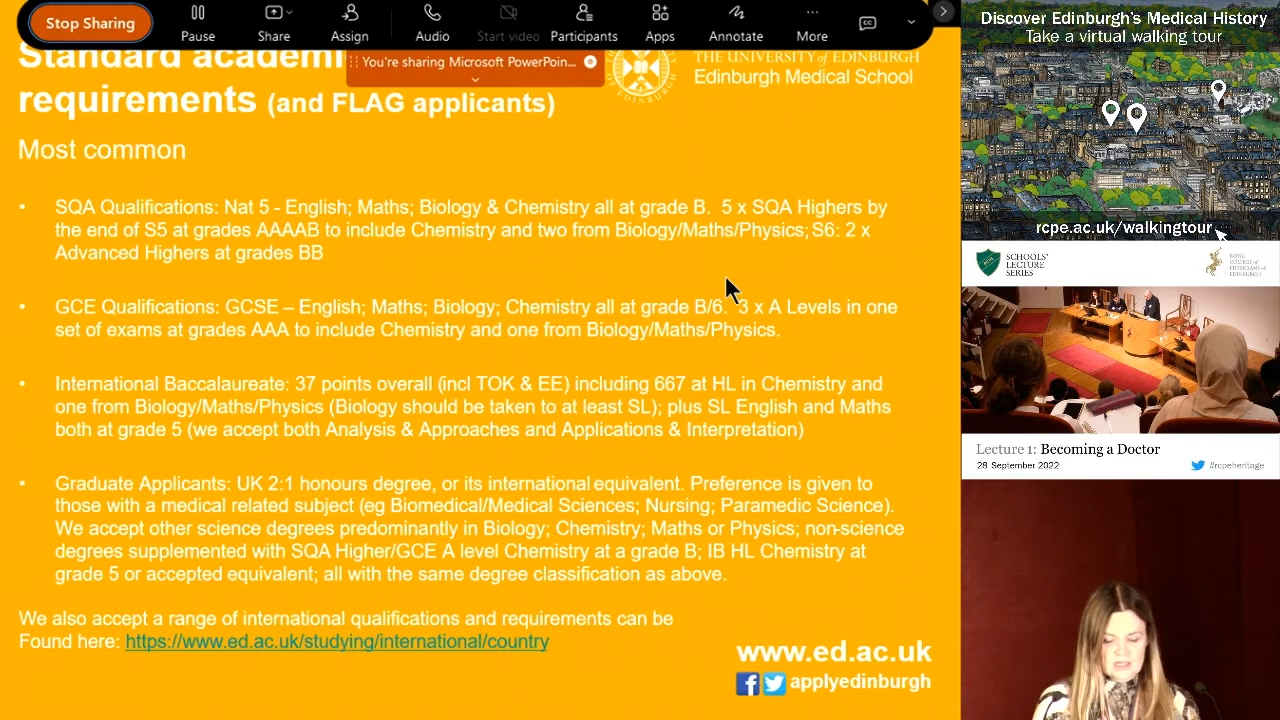 Stop Sharing
Pause
Share
Assign
Audio
Start video
Participants
Apps
Annotate
More
CC
You're sharing Microsoft PowerPoin...
Standard academi
requirements (and FLAG applicants)
THE UNIVERSITY of EDINBURGH
Edinburgh Medical School
Most common
• SQA Qualifications: Nat 5 - English; Maths; Biology & Chemistry all at grade B. 5 x SQA Highers by
the end of S5 at grades AAAAB to include Chemistry and two from Biology/Maths/Physics; S6: 2 x
Advanced Highers at grades BB
• GCE Qualifications: GCSE – English; Maths; Biology; Chemistry all at grade B/6. 3 x A Levels in one
set of exams at grades AAA to include Chemistry and one from Biology/Maths/Physics.
• International Baccalaureate: 37 points overall (incl TOK & EE) including 667 at HL in Chemistry and
one from Biology/Maths/Physics (Biology should be taken to at least SL); plus SL English and Maths
both at grade 5 (we accept both Analysis & Approaches and Applications & Interpretation)
• Graduate Applicants: UK 2:1 honours degree, or its international equivalent. Preference is given to
those with a medical related subject (eg Biomedical/Medical Sciences; Nursing; Paramedic Science).
We accept other science degrees predominantly in Biology; Chemistry; Maths or Physics; non-science
degrees supplemented with SQA Higher/GCE A level Chemistry at a grade B; IB HL Chemistry at
grade 5 or accepted equivalent; all with the same degree classification as above.
We also accept a range of international qualifications and requirements can be
Found here: https://www.ed.ac.uk/studying/international/country
www.ed.ac.uk
applyedinburgh
Discover Edinburgh's Medical History
Take a virtual walking tour
rcpe.ac.uk/walkingtour
SCHOOLS'
LECTURE
SERIES
ROYAL
COLLEGE of
PHYSICIANS of
EDINBURGH
Lecture 1: Becoming a Doctor
28 September 2022
#rcpeheritage